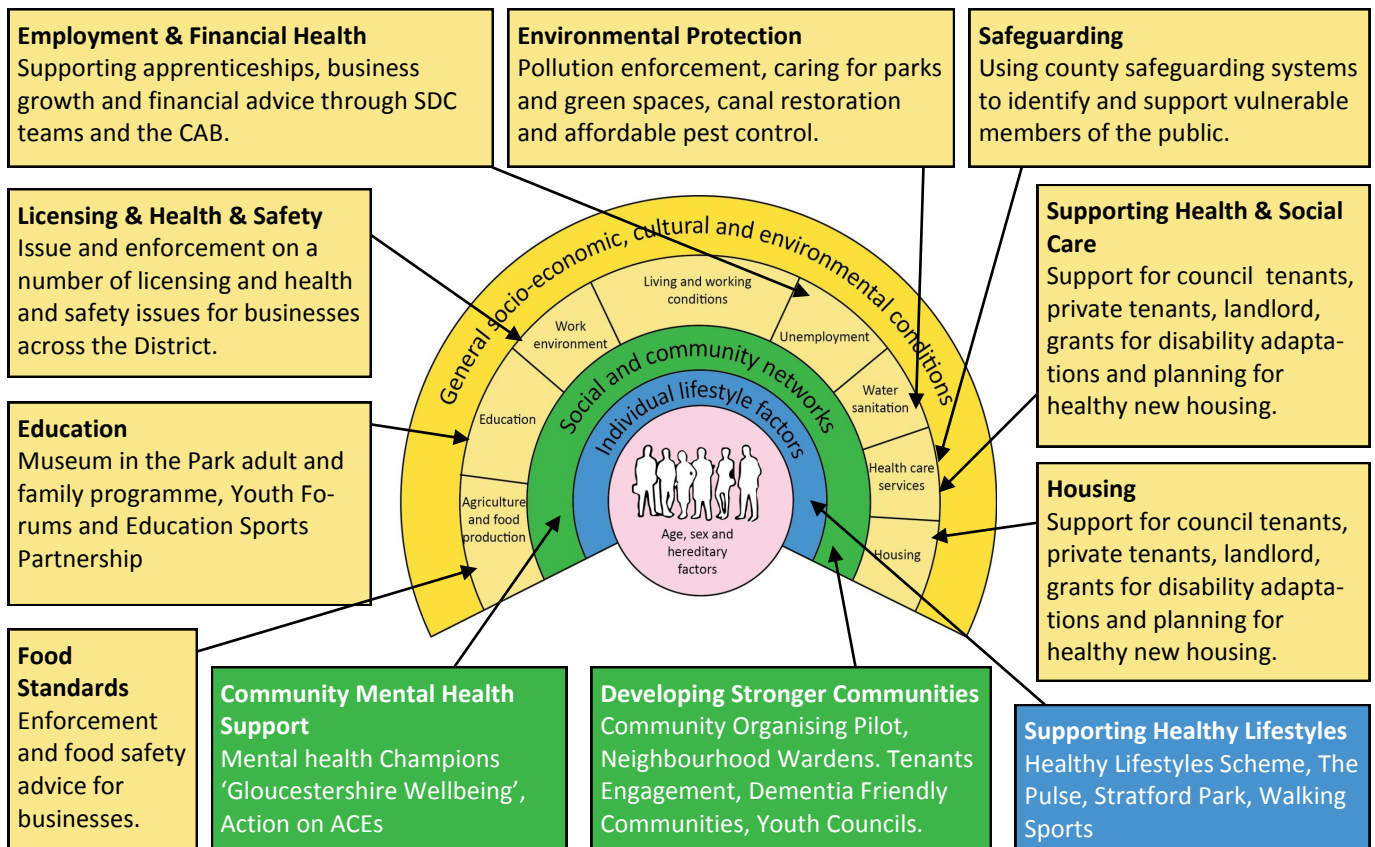 Employment & Financial Health
Supporting apprenticeships, business
growth and financial advice through SDC
teams and the CAB.
Environmental Protection
Pollution enforcement, caring for parks
and green spaces, canal restoration
and affordable pest control.
Safeguarding
Using county safeguarding systems
to identify and support vulnerable
members of the public.
Licensing & Health & Safety
Issue and enforcement on a
number of licensing and health
and safety issues for businesses
across the District.
Supporting Health & Social
Care
Support for council tenants,
private tenants, landlord,
grants for disability adapta-
tions and planning for
healthy new housing.
Education
Museum in the Park adult and
family programme, Youth Fo-
rums and Education Sports
Partnership
Housing
Support for council tenants,
private tenants, landlord,
grants for disability adapta-
tions and planning for
healthy new housing.
General socio-economic, cultural and environmental conditions
Agriculture
and food
production
Education
Work
environment
Living and working
conditions
Unemployment
Water
sanitation
Health care
services
Housing
Social and community networks
Individual lifestyle factors
Age, sex and
hereditary
factors
Food
Standards
Enforcement
and food safety
advice for
businesses.
Community Mental Health
Support
Mental health Champions
‘Gloucestershire Wellbeing’,
Action on ACEs
Developing Stronger Communities
Community Organising Pilot,
Neighbourhood Wardens. Tenants
Engagement, Dementia Friendly
Communities, Youth Councils.
Supporting Healthy Lifestyles
Healthy Lifestyles Scheme, The
Pulse, Stratford Park, Walking
Sports